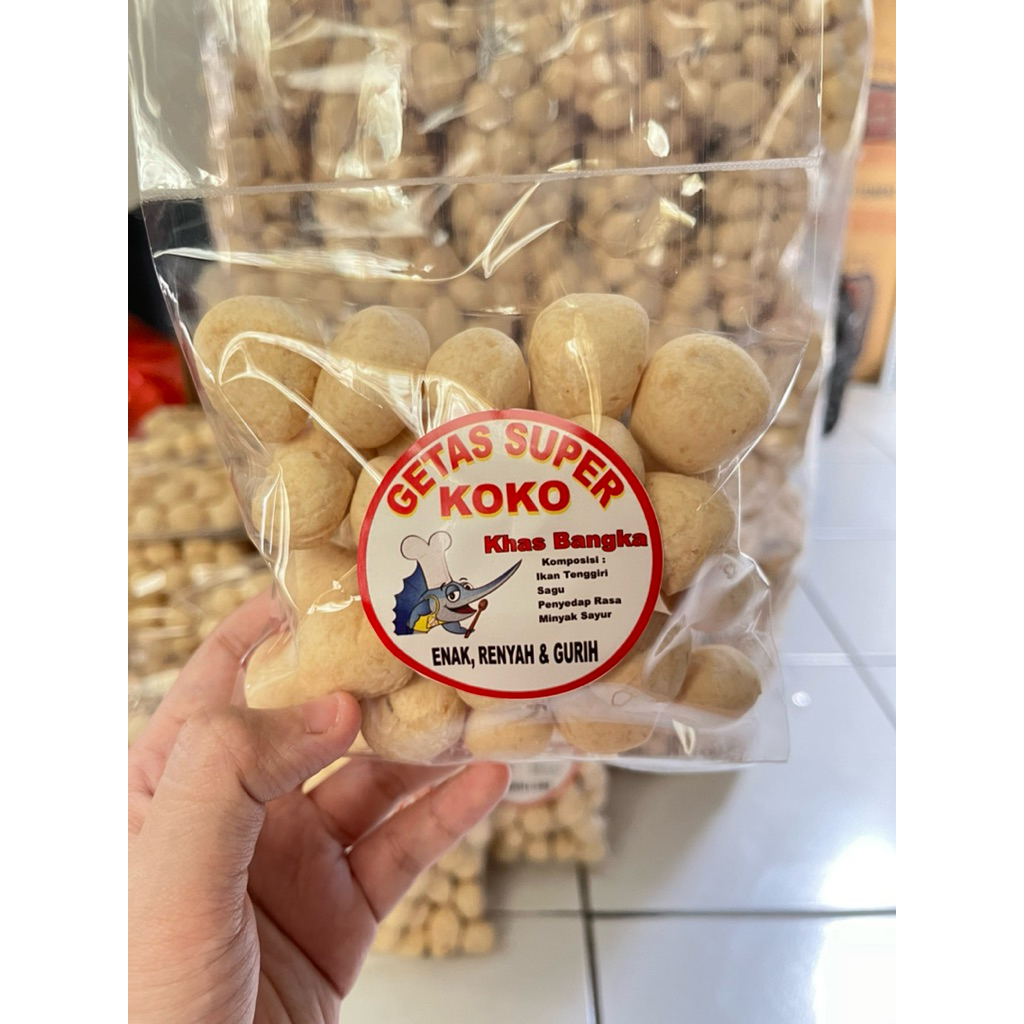 GETAS SUPER
KOKO
Khas Bangka
Komposisi :
Ikan Tenggiri
Sagu
Penyedap Rasa
Minyak Sayur
ENAK, RENYAH & GURIH